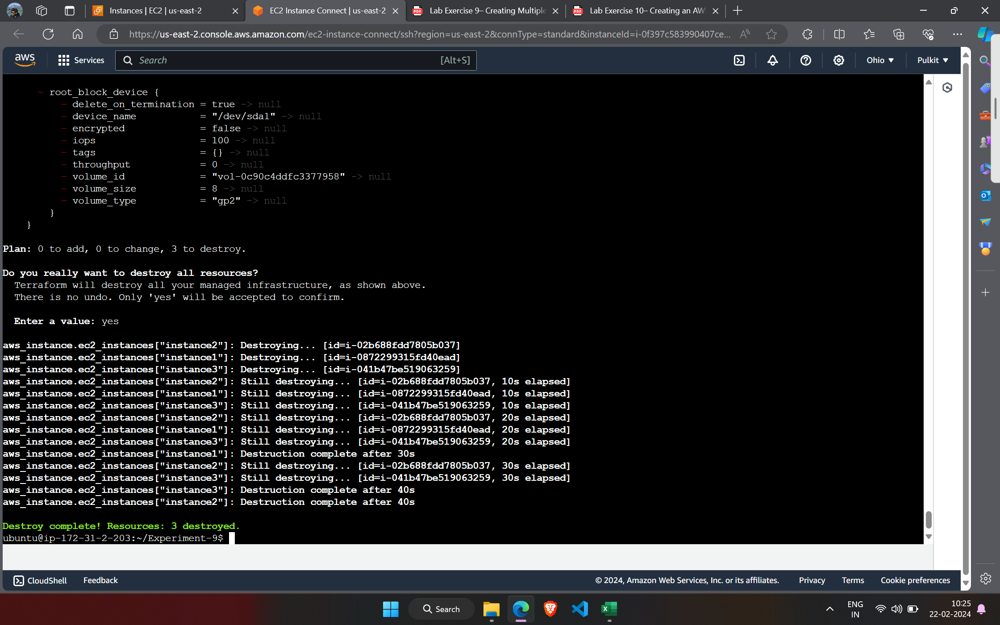 Instances | EC2 | us-east-2
EC2 Instance Connect | us-east-2
Lab Exercise 9– Creating Multiple
Lab Exercise 10– Creating an AW
https://us-east-2.console.aws.amazon.com/ec2-instance-connect/ssh?region=us-east-2&connType=standard&instanceId=i-0f397c583990407ce...
aws
Services
Search
[Alt+S]
Ohio
Pulkit
- root_block_device {
- delete_on_termination = true -> null
- device_name = "/dev/sda1" -> null
- encrypted = false -> null
- iops = 100 -> null
- tags = {} -> null
- throughput = 0 -> null
- volume_id = "vol-0c90c4ddfc3377958" -> null
- volume_size = 8 -> null
- volume_type = "gp2" -> null
}
}
Plan: 0 to add, 0 to change, 3 to destroy.
Do you really want to destroy all resources?
Terraform will destroy all your managed infrastructure, as shown above.
There is no undo. Only 'yes' will be accepted to confirm.
Enter a value: yes
aws_instance.ec2_instances["instance2"]: Destroying... [id=i-02b688fdd7805b037]
aws_instance.ec2_instances["instance1"]: Destroying... [id=i-0872299315fd40ead]
aws_instance.ec2_instances["instance3"]: Destroying... [id=i-041b47be519063259]
aws_instance.ec2_instances["instance2"]: Still destroying... [id=i-02b688fdd7805b037, 10s elapsed]
aws_instance.ec2_instances["instance1"]: Still destroying... [id=i-0872299315fd40ead, 10s elapsed]
aws_instance.ec2_instances["instance3"]: Still destroying... [id=i-041b47be519063259, 10s elapsed]
aws_instance.ec2_instances["instance2"]: Still destroying... [id=i-02b688fdd7805b037, 20s elapsed]
aws_instance.ec2_instances["instance1"]: Still destroying... [id=i-0872299315fd40ead, 20s elapsed]
aws_instance.ec2_instances["instance3"]: Still destroying... [id=i-041b47be519063259, 20s elapsed]
aws_instance.ec2_instances["instance1"]: Destruction complete after 30s
aws_instance.ec2_instances["instance2"]: Still destroying... [id=i-02b688fdd7805b037, 30s elapsed]
aws_instance.ec2_instances["instance3"]: Still destroying... [id=i-041b47be519063259, 30s elapsed]
aws_instance.ec2_instances["instance3"]: Destruction complete after 40s
aws_instance.ec2_instances["instance2"]: Destruction complete after 40s
Destroy complete! Resources: 3 destroyed.
ubuntu@ip-172-31-2-203:~/Experiment-9$
CloudShell
Feedback
© 2024, Amazon Web Services, Inc. or its affiliates.
Privacy
Terms
Cookie preferences
Search
ENG
IN
10:25
22-02-2024